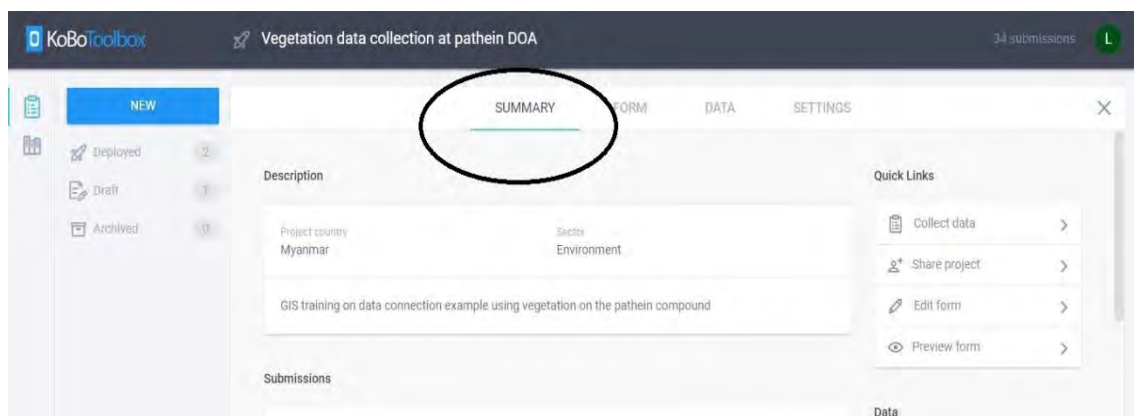 KoBoToolbox
Vegetation data collection at pathein DOA
34 submissions
L
NEW
Deployed 2
Draft 1
Archived 0
SUMMARY
FORM
DATA
SETTINGS
Description
Project country
Myanmar
Sector
Environment
GIS training on data connection example using vegetation on the pathein compound
Submissions
Quick Links
Collect data
Share project
Edit form
Preview form
Data